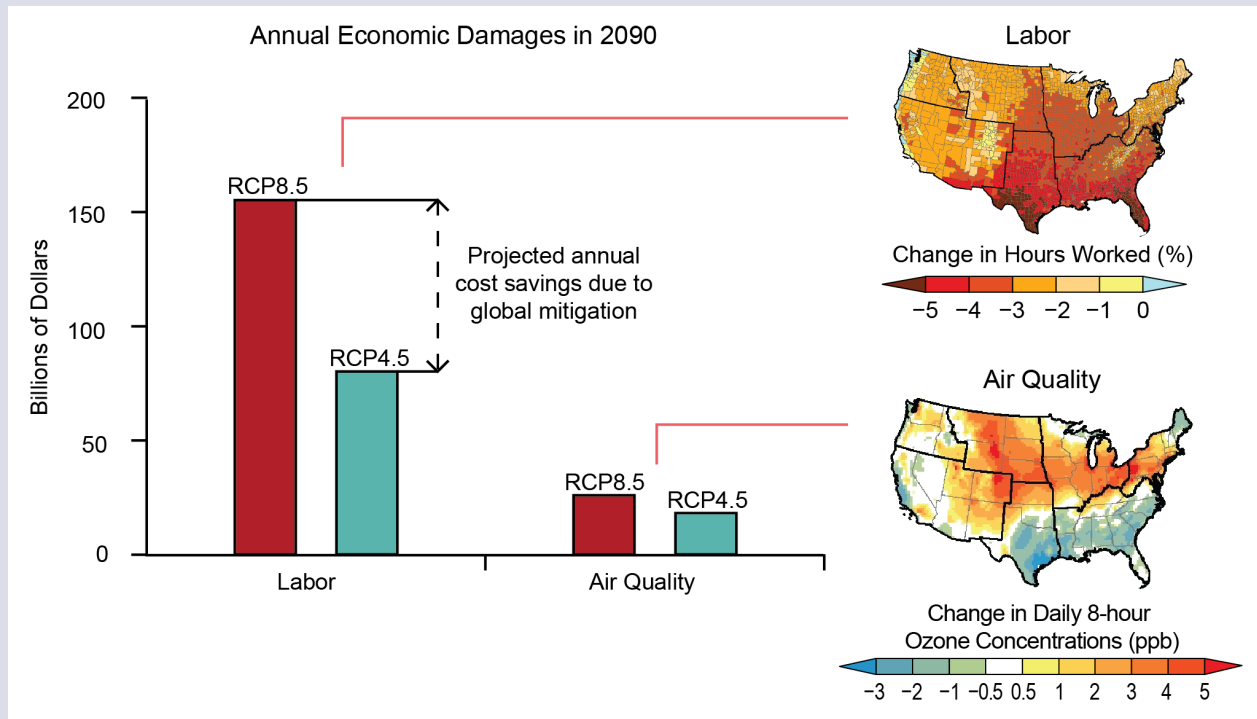 Annual Economic Damages in 2090
Billions of Dollars
200
150
100
50
0
RCP8.5
RCP4.5
Projected annual
cost savings due to
global mitigation
RCP8.5
RCP4.5
Labor
Air Quality
Labor
Change in Hours Worked (%)
−5 −4 −3 −2 −1 0
Air Quality
Change in Daily 8-hour
Ozone Concentrations (ppb)
−3 −2 −1 −0.5 0.5 1 2 3 4 5